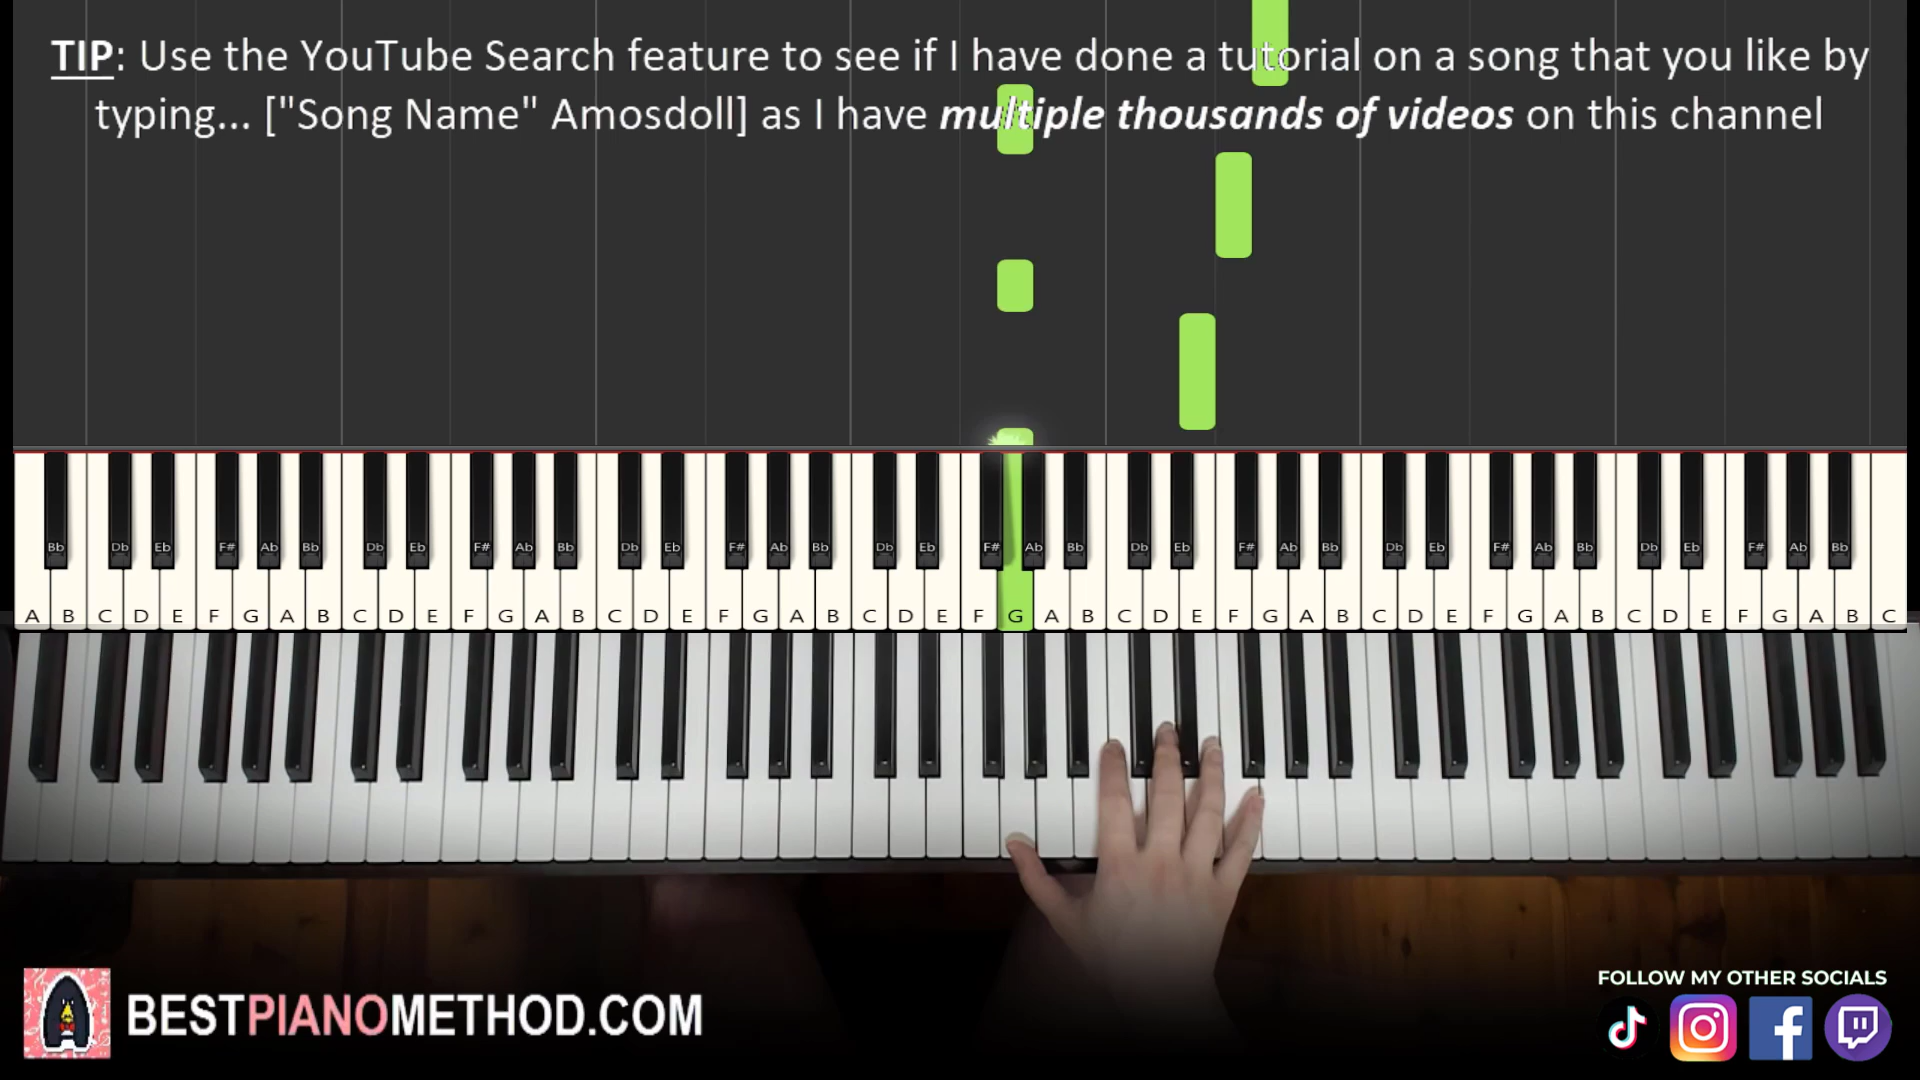 TIP: Use the YouTube Search feature to see if I have done a tutorial on a song that you like by
typing... ["Song Name" Amosdoll] as I have multiple thousands of videos on this channel
Bb Db Eb F# Ab Bb Db Eb F# Ab Bb Db Eb F# Ab Bb Db Eb F# Ab Bb Db Eb F# Ab Bb Db Eb F# Ab Bb Db Eb F# Ab Bb
A B C D E F G A B C D E F G A B C D E F G A B C D E F G A B C D E F G A B C D E F G A B C D E F G A B C
BESTPIANOMETHOD.COM
FOLLOW MY OTHER SOCIALS